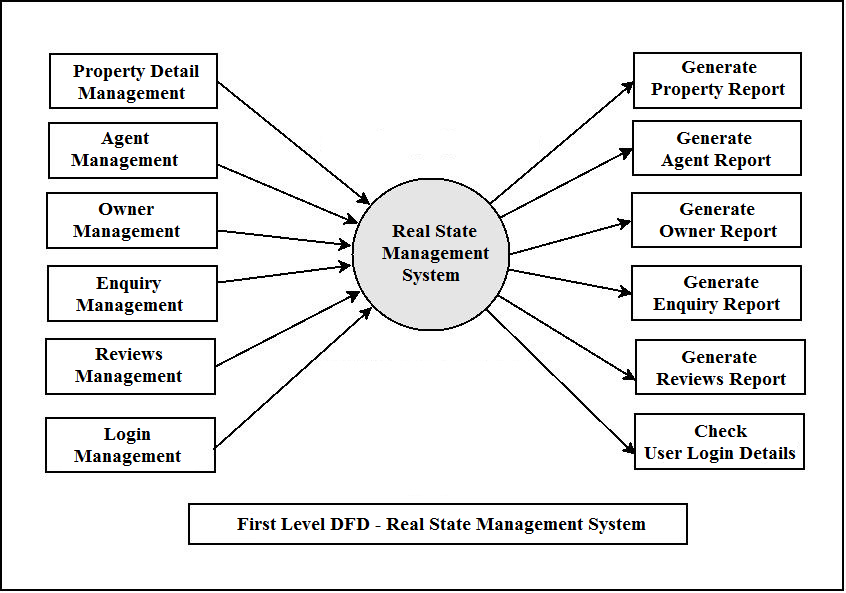 Property Detail
Management
Agent
Management
Owner
Management
Enquiry
Management
Reviews
Management
Login
Management
Real State
Management
System
Generate
Property Report
Generate
Agent Report
Generate
Owner Report
Generate
Enquiry Report
Generate
Reviews Report
Check
User Login Details
First Level DFD - Real State Management System